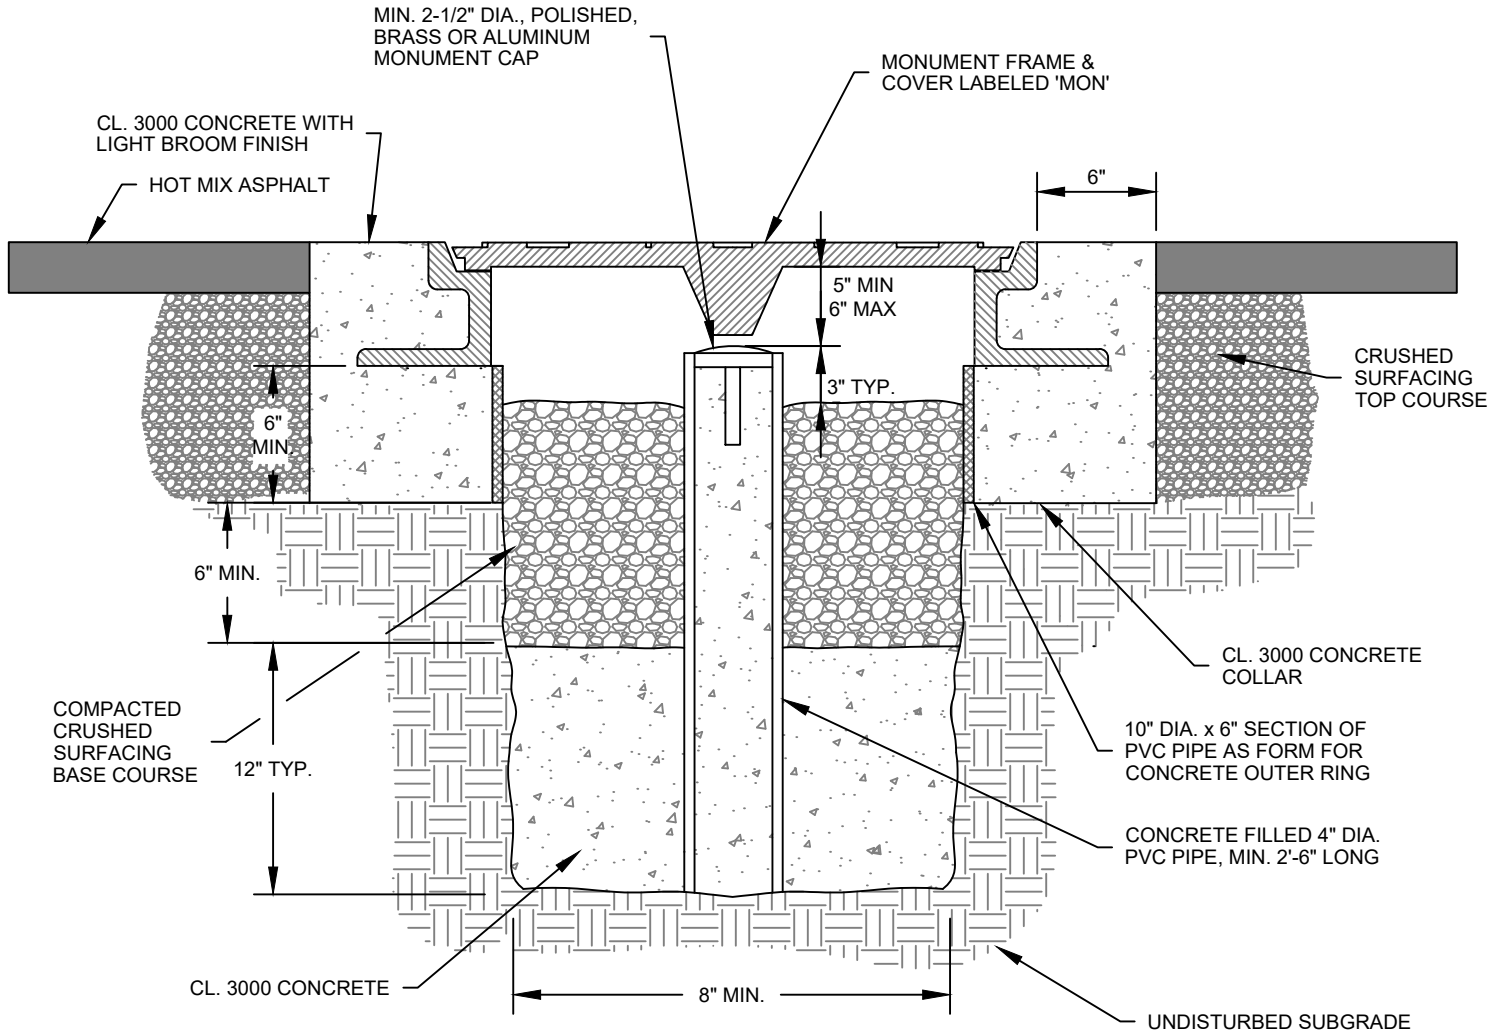 MIN. 2-1/2" DIA., POLISHED,
BRASS OR ALUMINUM
MONUMENT CAP
MONUMENT FRAME &
COVER LABELED 'MON'
CL. 3000 CONCRETE WITH
LIGHT BROOM FINISH
HOT MIX ASPHALT
6"
5" MIN
6" MAX
CRUSHED
SURFACING
TOP COURSE
3" TYP.
6"
MIN.
6" MIN.
CL. 3000 CONCRETE
COLLAR
COMPACTED
CRUSHED
SURFACING
BASE COURSE
12" TYP.
10" DIA. x 6" SECTION OF
PVC PIPE AS FORM FOR
CONCRETE OUTER RING
CONCRETE FILLED 4" DIA.
PVC PIPE, MIN. 2'-6" LONG
CL. 3000 CONCRETE
8" MIN.
UNDISTURBED SUBGRADE